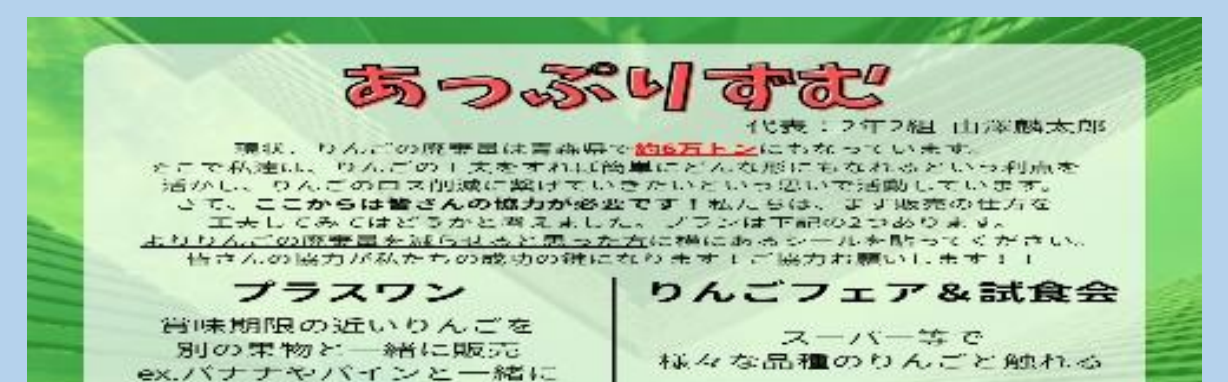 あっぷりずむ
代表：2年2組 山澤麟太郎
現状、りんごの廃棄量は青森県で約6万トンにもなっています。
そこで私達は、りんごの工夫をすれば簡単にどんな形にもなれるという利点を
活かし、りんごのロス削減に繋げていきたいという思いで活動しています。
さて、ここからは皆さんの協力が必要です！私たちは、まず販売の仕方を
工夫してみてはどうかと考えました。プランは下記の2つあります。
よりりんごの廃棄量を減らせると思った方に横にあるシールを貼ってください。
皆さんの協力が私たちの成功の鍵になります！ご協力お願いします！！
プラスワン
賞味期限の近いりんごを
別の果物と一緒に販売
ex.バナナやパインと一緒に
りんごフェア＆試食会
スーパー等で
様々な品種のりんごと触れる